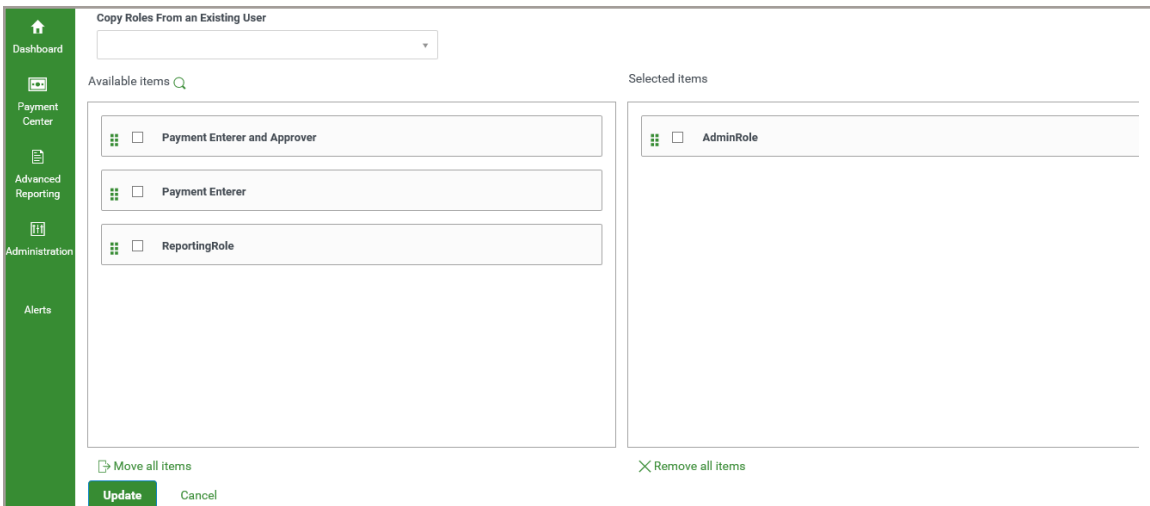 Dashboard
Payment
Center
Advanced
Reporting
Administration
Alerts
Copy Roles From an Existing User
Available items
Payment Enterer and Approver
Payment Enterer
ReportingRole
Move all items
Update Cancel
Selected items
AdminRole
Remove all items